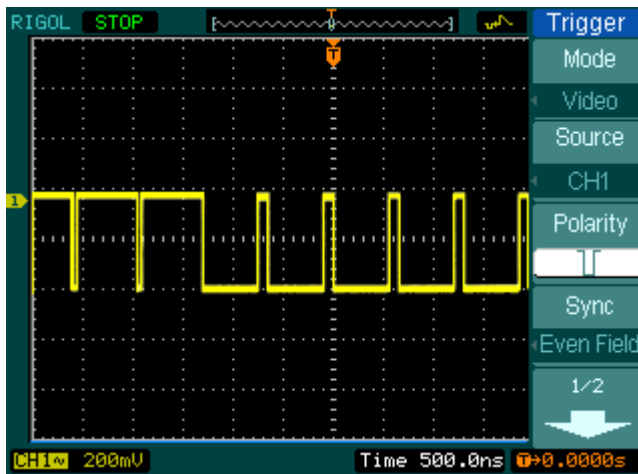 RIGOL STOP
T
Trigger
Mode
Video
Source
CH1
Polarity
Sync
Even Field
1/2
T
1
CH1~ 200mV Time 500.0ns T→0.0000s